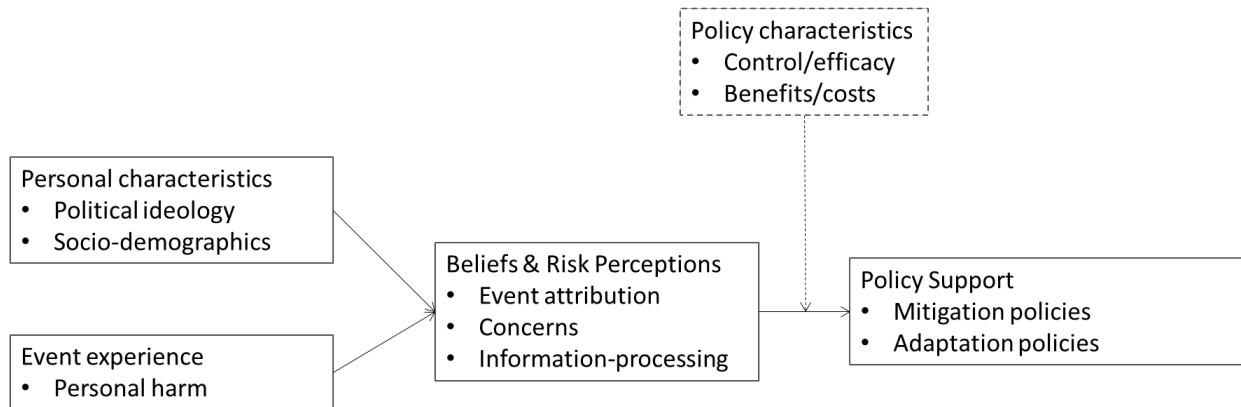 Policy characteristics
• Control/efficacy
• Benefits/costs
Personal characteristics
• Political ideology
• Socio-demographics
Beliefs & Risk Perceptions
• Event attribution
• Concerns
• Information-processing
Policy Support
• Mitigation policies
• Adaptation policies
Event experience
• Personal harm